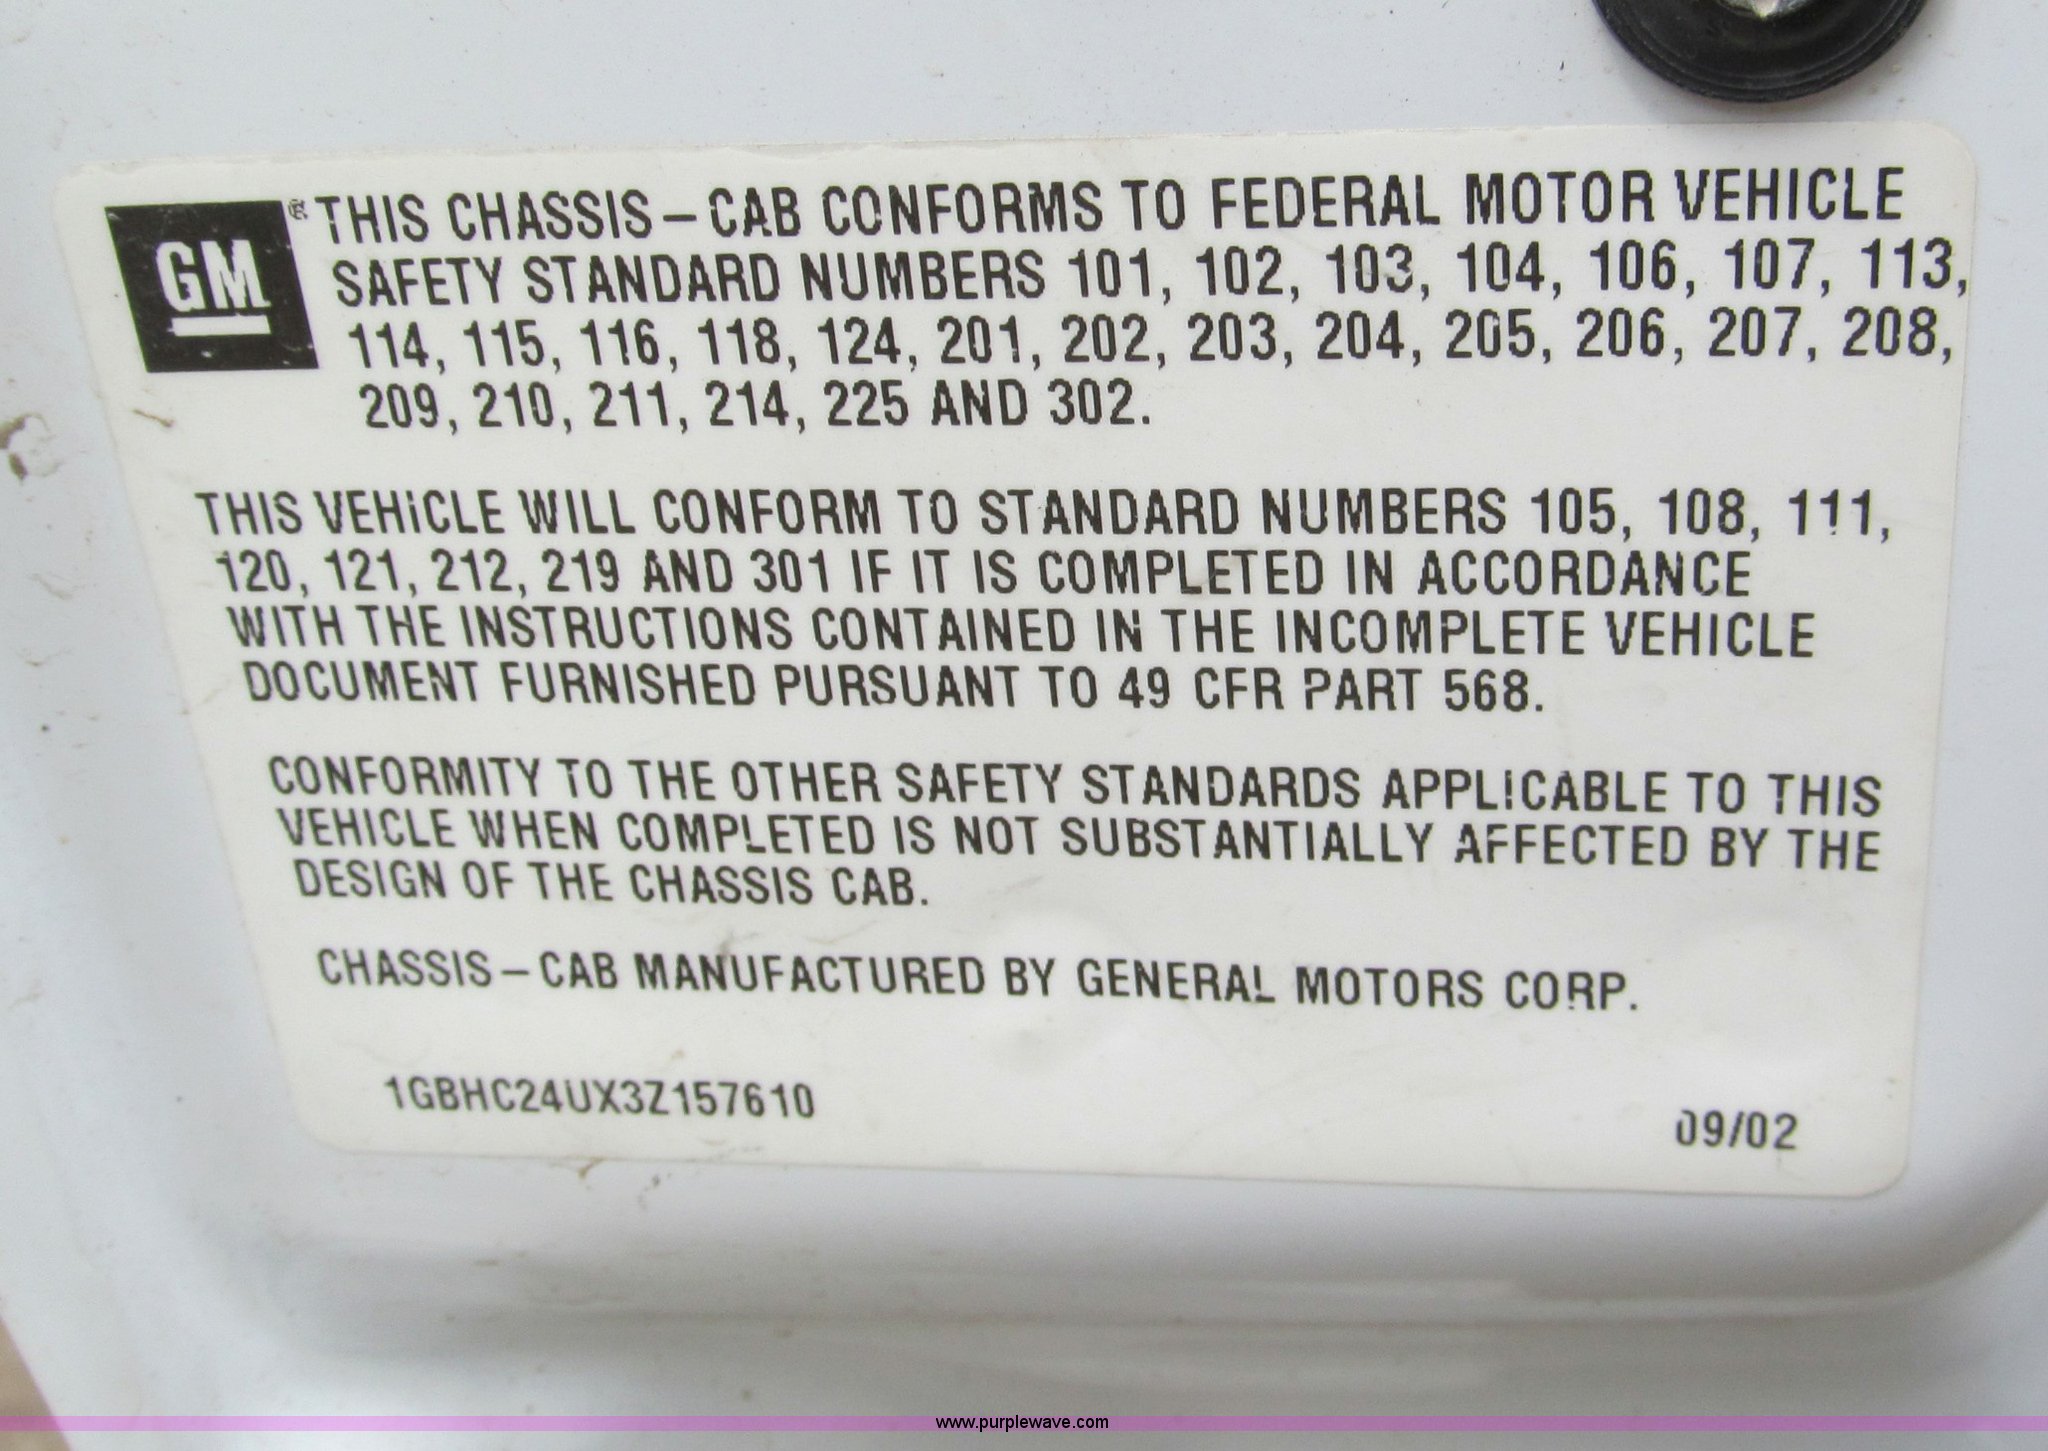 GM
® THIS CHASSIS – CAB CONFORMS TO FEDERAL MOTOR VEHICLE
SAFETY STANDARD NUMBERS 101, 102, 103, 104, 106, 107, 113,
114, 115, 116, 118, 124, 201, 202, 203, 204, 205, 206, 207, 208,
209, 210, 211, 214, 225 AND 302.
THIS VEHICLE WILL CONFORM TO STANDARD NUMBERS 105, 108, 111,
120, 121, 212, 219 AND 301 IF IT IS COMPLETED IN ACCORDANCE
WITH THE INSTRUCTIONS CONTAINED IN THE INCOMPLETE VEHICLE
DOCUMENT FURNISHED PURSUANT TO 49 CFR PART 568.
CONFORMITY TO THE OTHER SAFETY STANDARDS APPLICABLE TO THIS
VEHICLE WHEN COMPLETED IS NOT SUBSTANTIALLY AFFECTED BY THE
DESIGN OF THE CHASSIS CAB.
CHASSIS – CAB MANUFACTURED BY GENERAL MOTORS CORP.
1GBHC24UX3Z157610
09/02
www.purplewave.com